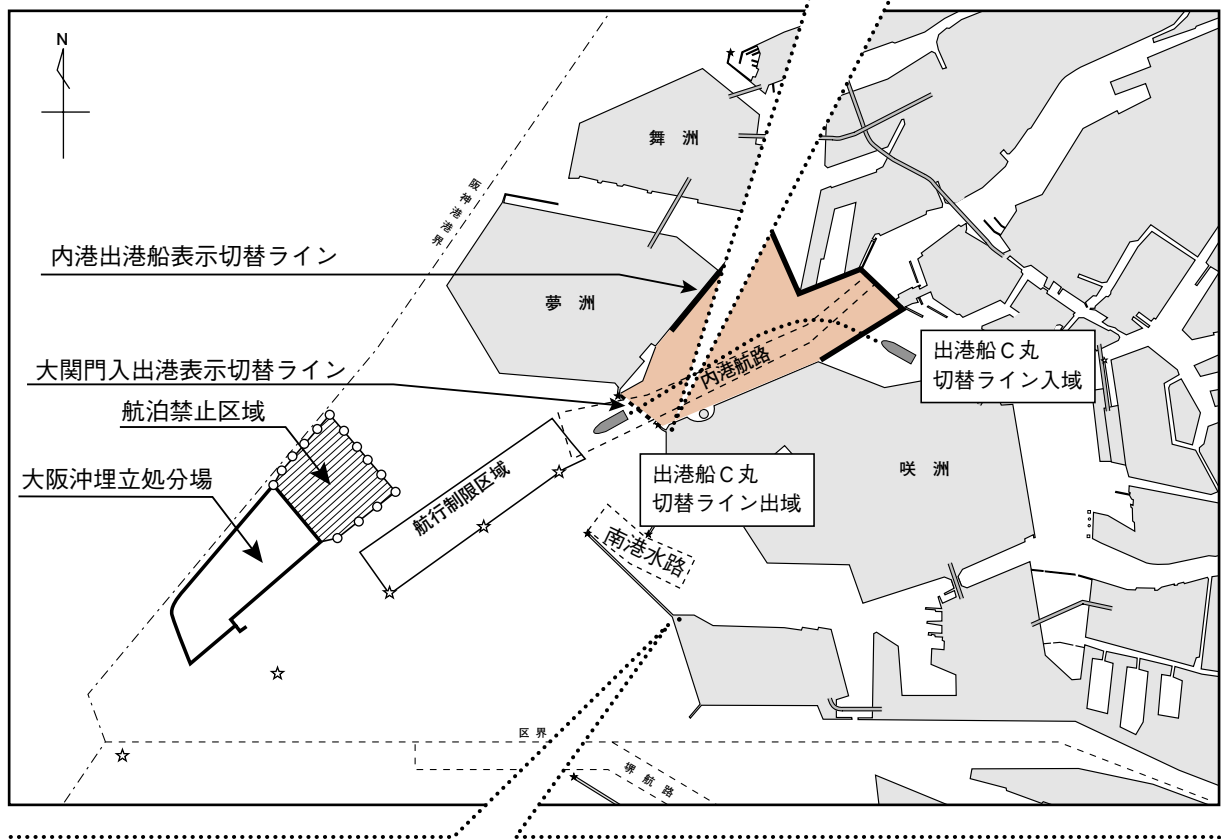 N
舞 洲
阪神港港界
内港出港船表示切替ライン
夢 洲
大関門入出港表示切替ライン
内港航路
出港船C丸
切替ライン入域
航泊禁止区域
大阪沖埋立処分場
航行制限区域
出港船C丸
切替ライン出域
咲 洲
南港水路
区界
堺航路